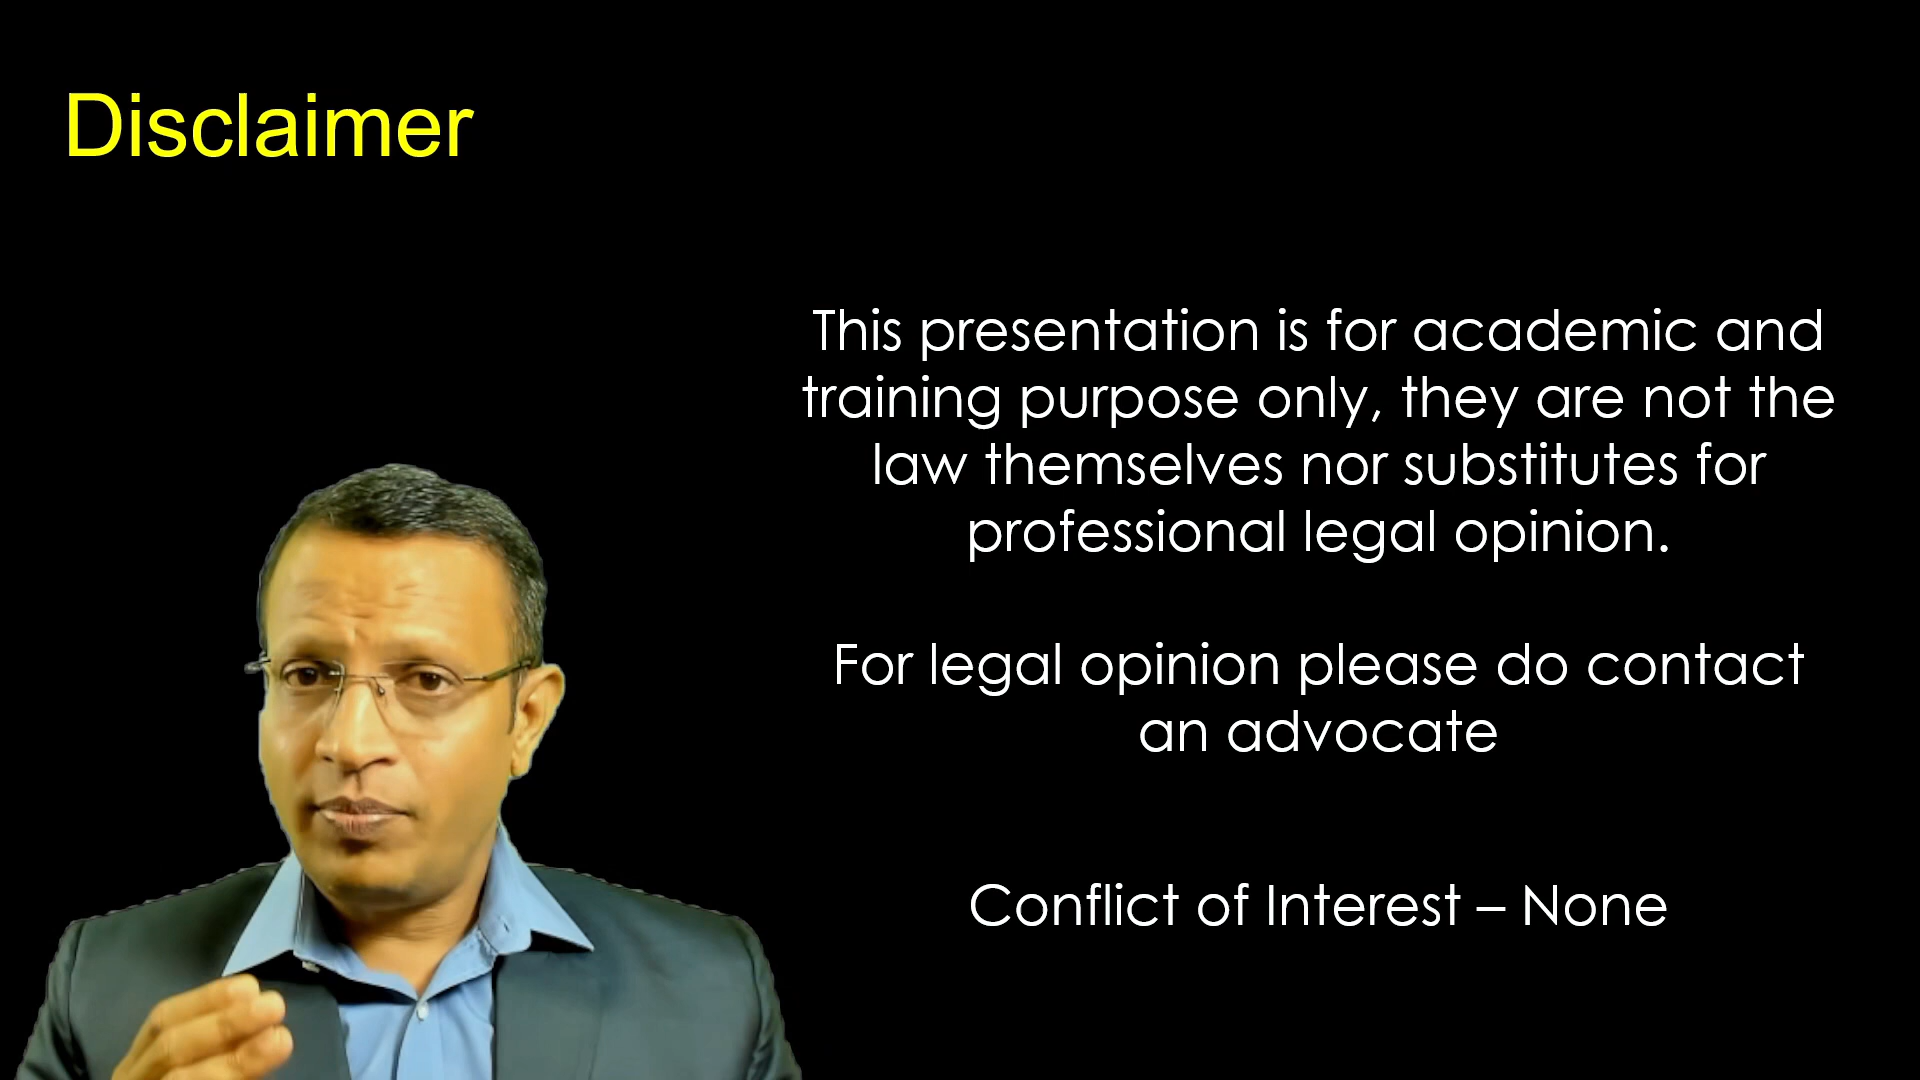 Disclaimer
This presentation is for academic and
training purpose only, they are not the
law themselves nor substitutes for
professional legal opinion.
For legal opinion please do contact
an advocate
Conflict of Interest – None